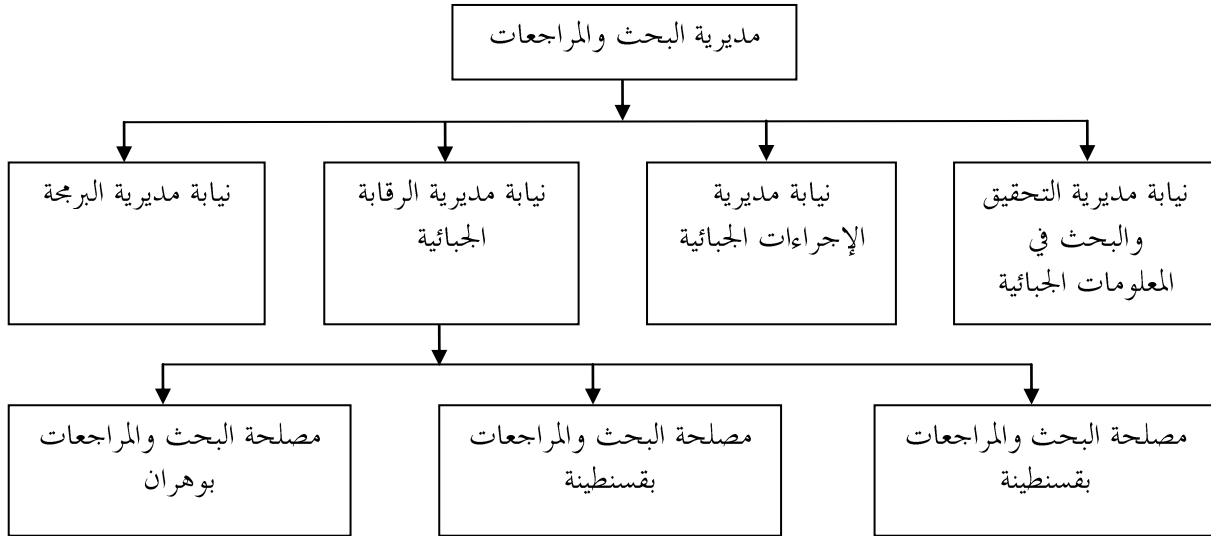 مديرية البحث والمراجعات
نيابة مديرية التحقيق
والبحث في
المعلومات الجبائية
نيابة مديرية
الإجراءات الجبائية
نيابة مديرية الرقابة
الجبائية
نيابة مديرية البرمجة
مصلحة البحث والمراجعات
بقسنطينة
مصلحة البحث والمراجعات
بقسنطينة
مصلحة البحث والمراجعات
بوهران